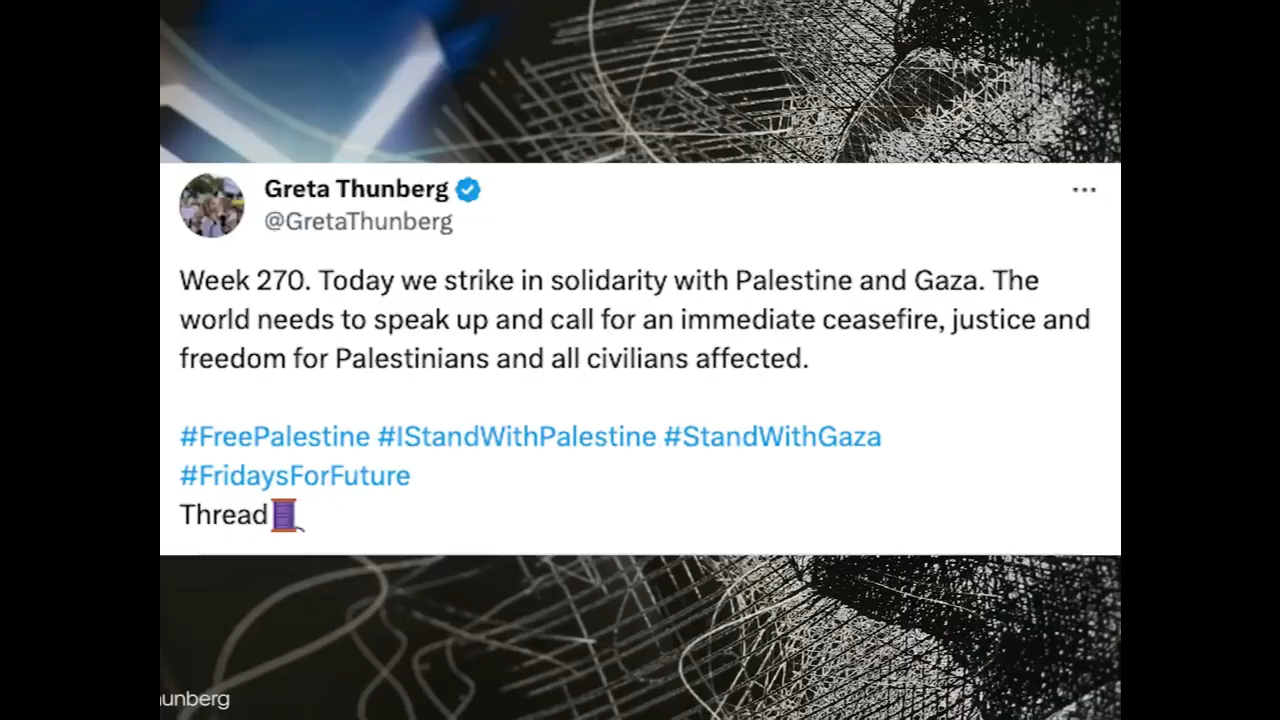 Greta Thunberg
@GretaThunberg
Week 270. Today we strike in solidarity with Palestine and Gaza. The
world needs to speak up and call for an immediate ceasefire, justice and
freedom for Palestinians and all civilians affected.
#FreePalestine #IStandWithPalestine #StandWithGaza
#FridaysForFuture
Thread
hunberg